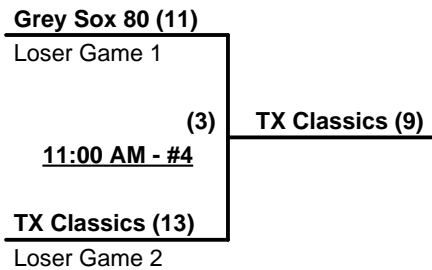 Grey Sox 80 (11)
Loser Game 1
(3)
TX Classics (9)
11:00 AM - #4
TX Classics (13)
Loser Game 2